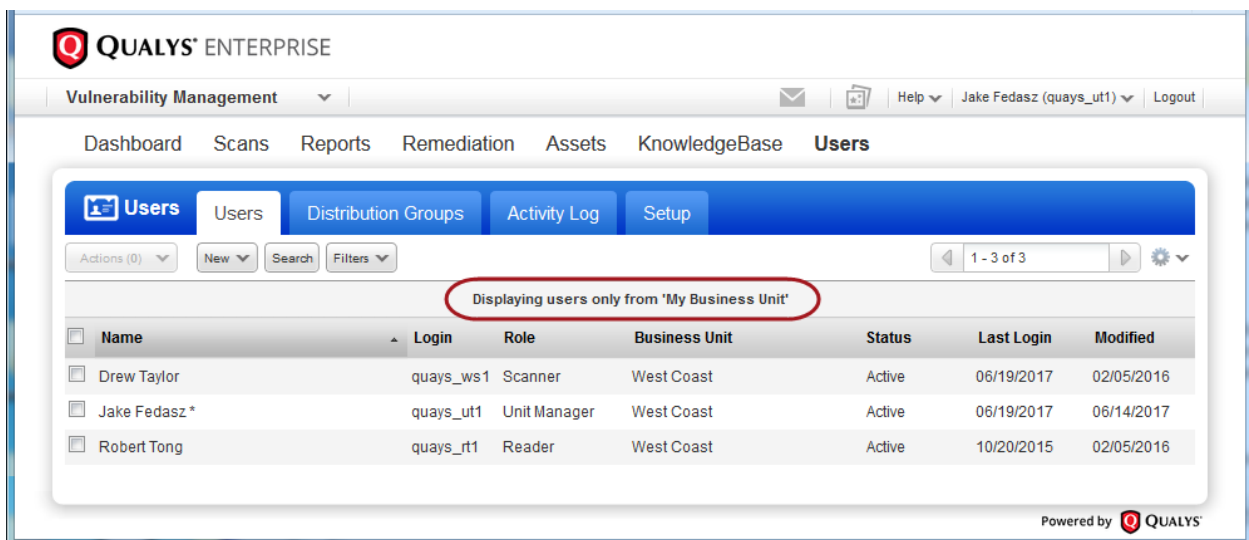 QUALYS' ENTERPRISE
Vulnerability Management Help Jake Fedasz (quays_ut1) Logout
Dashboard Scans Reports Remediation Assets KnowledgeBase Users
Users Users Distribution Groups Activity Log Setup
Actions (0) New Search Filters 1 - 3 of 3
Displaying users only from 'My Business Unit'
Name Login Role Business Unit Status Last Login Modified
Drew Taylor quays_ws1 Scanner West Coast Active 06/19/2017 02/05/2016
Jake Fedasz * quays_ut1 Unit Manager West Coast Active 06/19/2017 06/14/2017
Robert Tong quays_rt1 Reader West Coast Active 10/20/2015 02/05/2016
Powered by QUALYS'